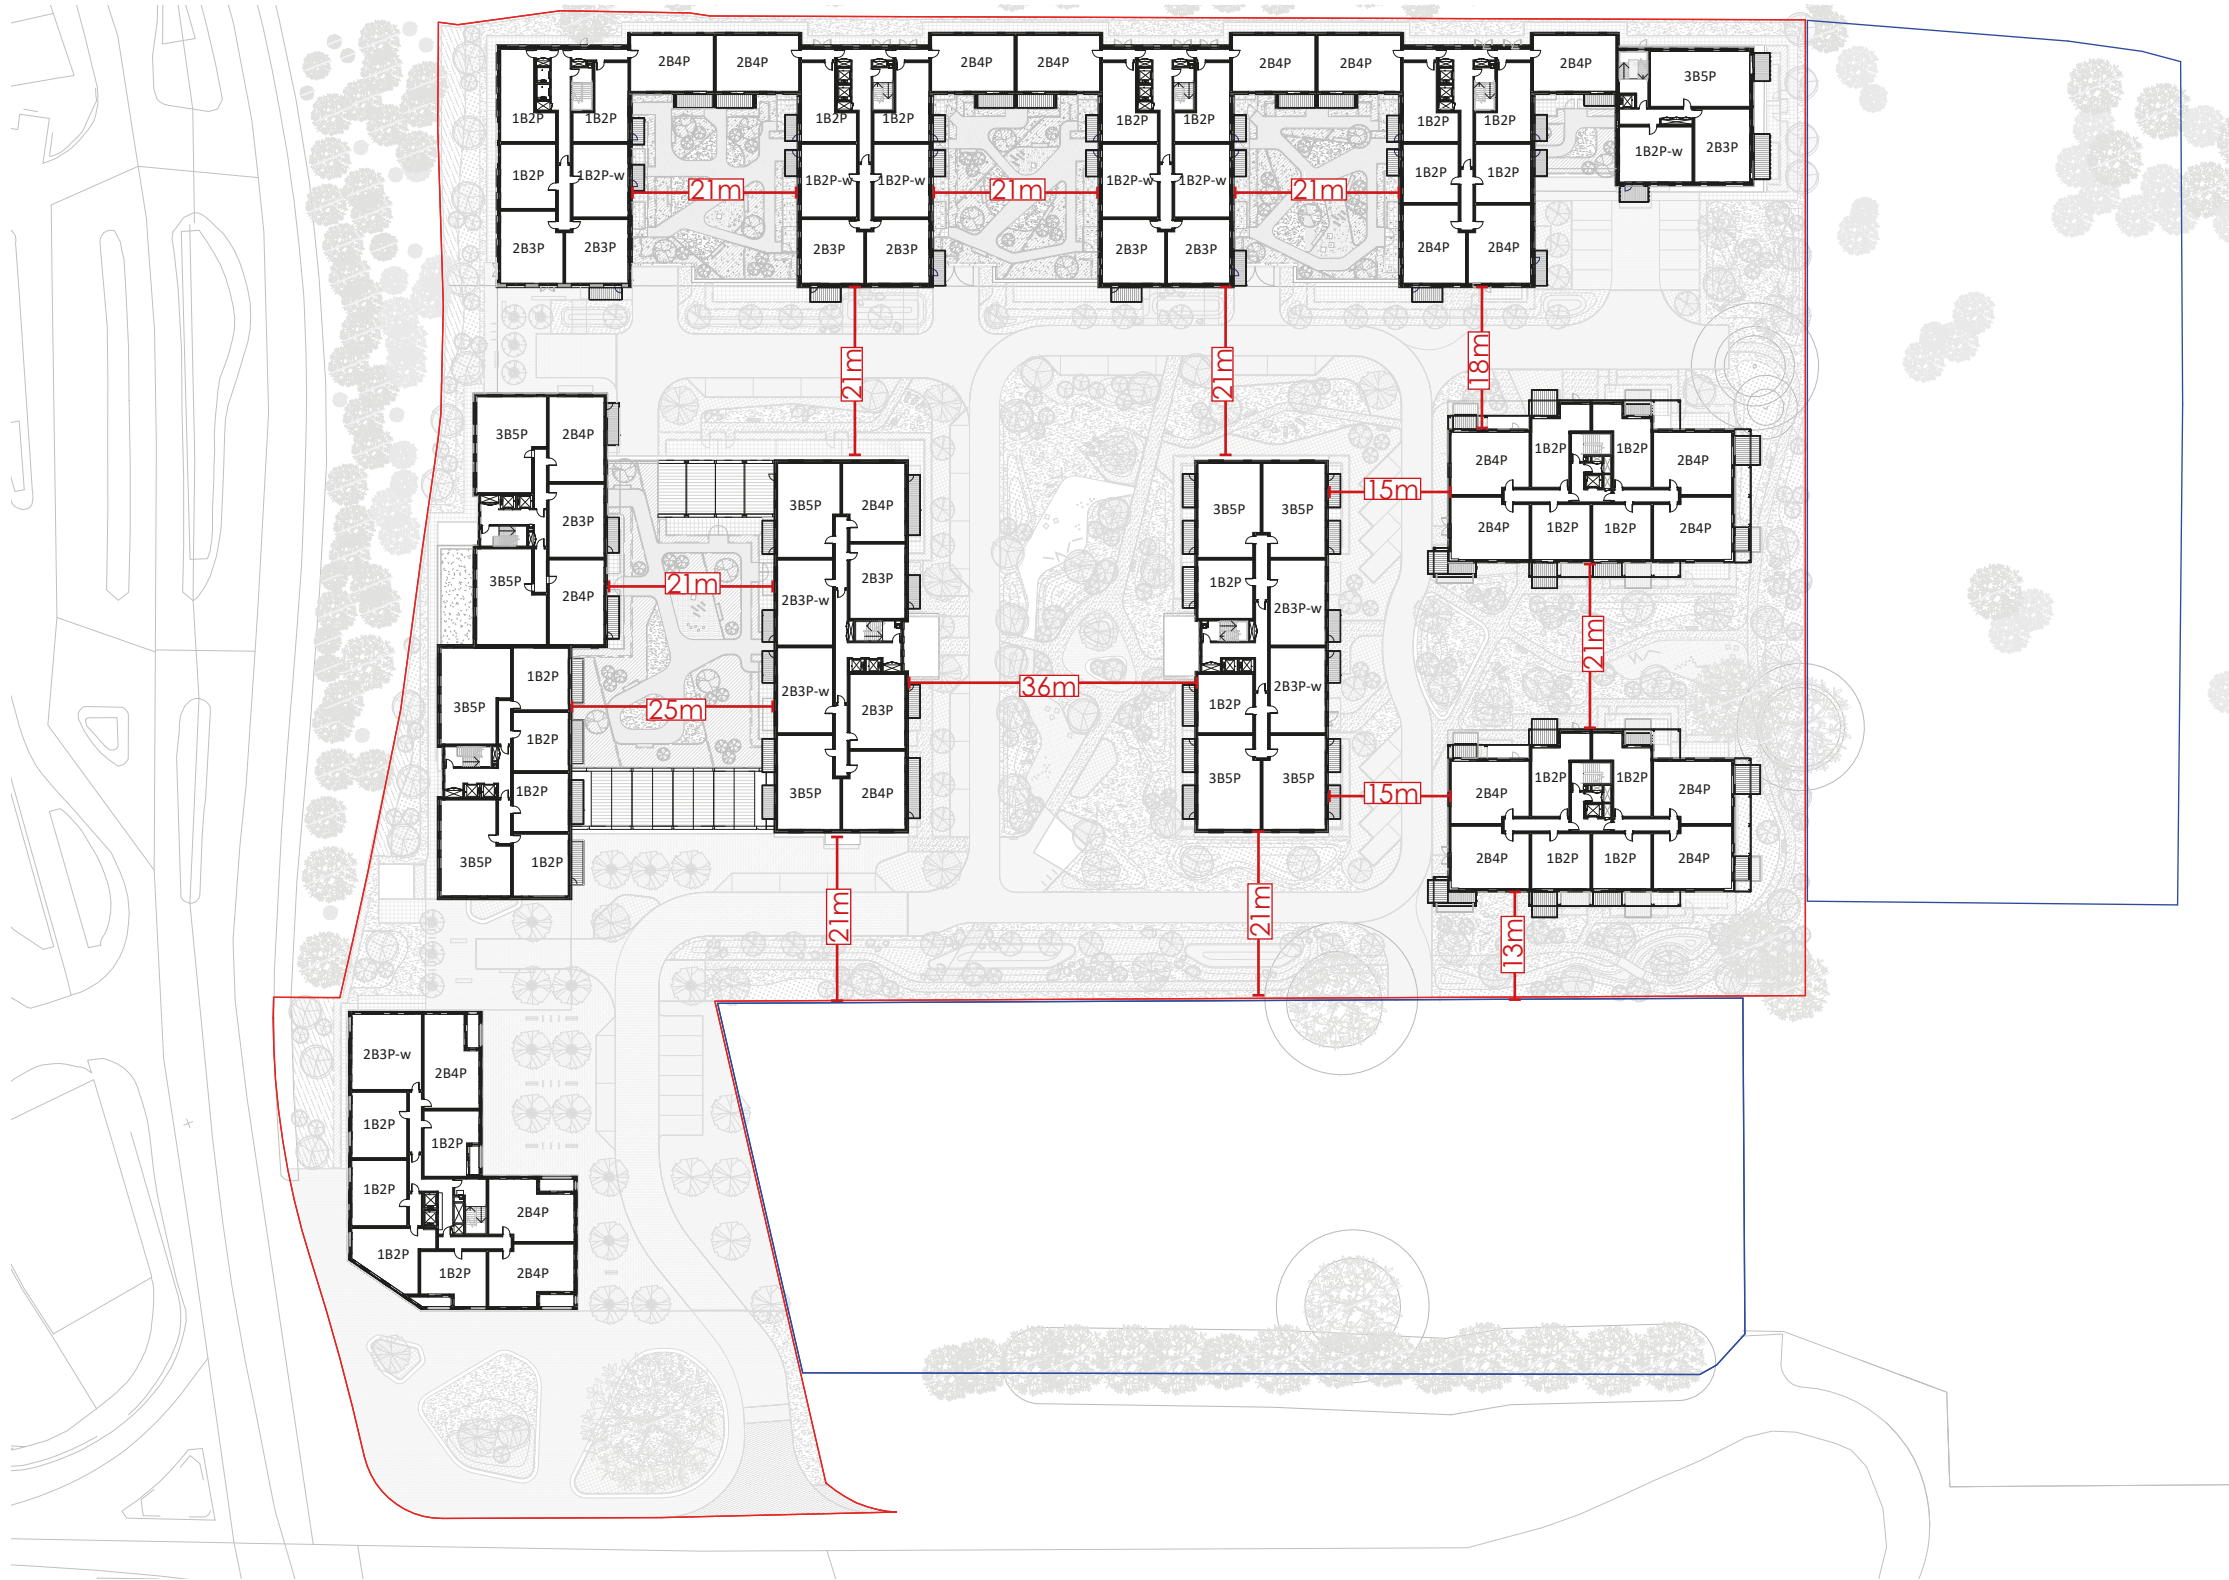 2B4P 2B4P 2B4P 2B4P 2B4P 2B4P 2B4P
3B5P
1B2P 1B2P 1B2P 1B2P 1B2P 1B2P 1B2P 1B2P
1B2P-w 2B3P
1B2P 1B2P-w 1B2P-w 1B2P-w 1B2P-w 1B2P-w 1B2P 1B2P
21m 21m 21m
2B3P 2B3P 2B3P 2B3P 2B3P 2B3P 2B4P 2B4P
21m 21m 18m
3B5P 2B4P
2B4P 1B2P 1B2P 2B4P
15m
3B5P 2B4P 3B5P 3B5P
2B3P
2B4P 1B2P 1B2P 2B4P
3B5P 2B4P
21m
2B3P-w 2B3P 1B2P 2B3P-w
21m
1B2P
3B5P
25m
2B3P-w 2B3P
36m
1B2P 2B3P-w
1B2P
1B2P
3B5P 2B4P 3B5P 3B5P
15m
2B4P 1B2P 1B2P 2B4P
3B5P 1B2P
2B4P 1B2P 1B2P 2B4P
21m 21m 13m
2B3P-w 2B4P
1B2P 1B2P
1B2P 2B4P
1B2P 1B2P 2B4P